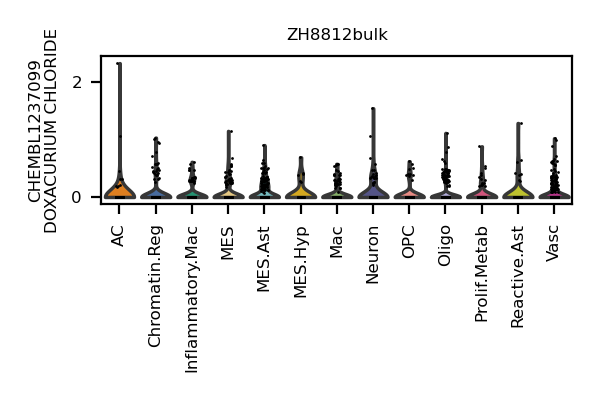 ZH8812bulk
CHEMBL1237099
DOXACURIUM CHLORIDE
2
0
AC
Chromatin.Reg
Inflammatory.Mac
MES
MES.Ast
MES.Hyp
Mac
Neuron
OPC
Oligo
Prolif.Metab
Reactive.Ast
Vasc